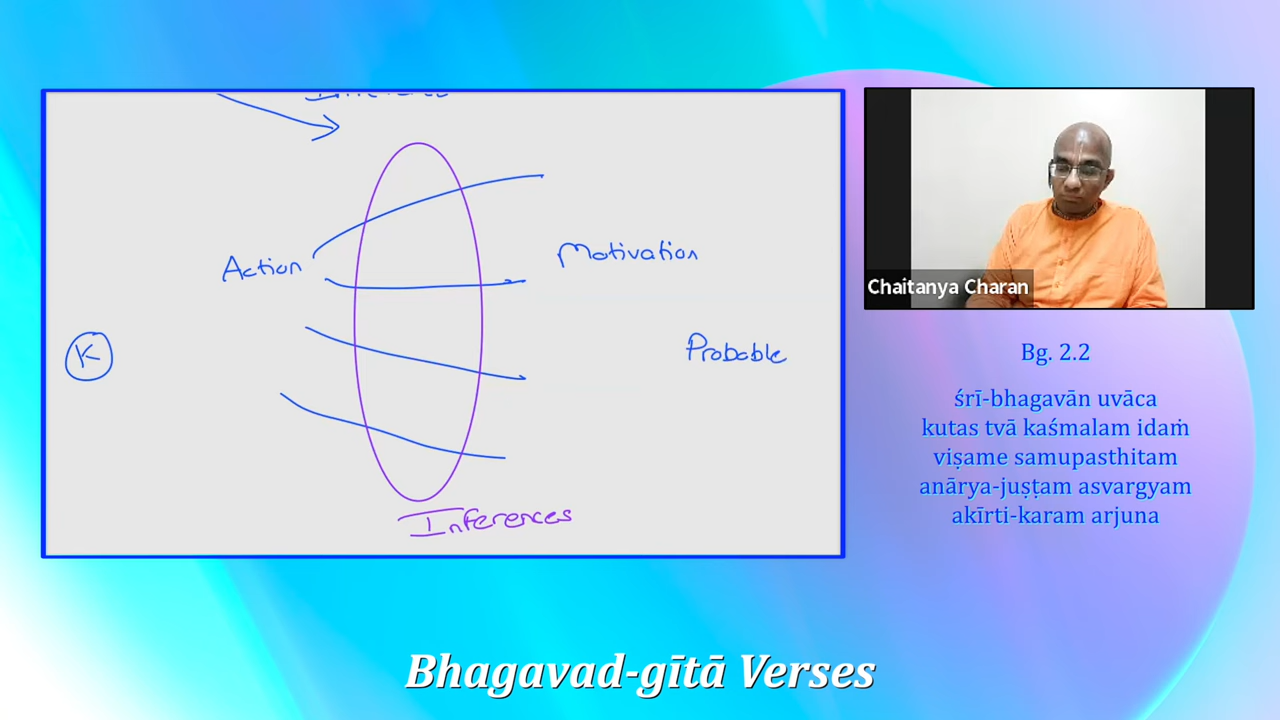 Action
Motivation
K
Probable
Inferences
Chaitanya Charan
Bg. 2.2
śrī-bhagavān uvāca
kutas tvā kaśmalam idaṁ
viṣame samupasthitam
anārya-juṣṭam asvargyam
akīrti-karam arjuna
Bhagavad-gītā Verses